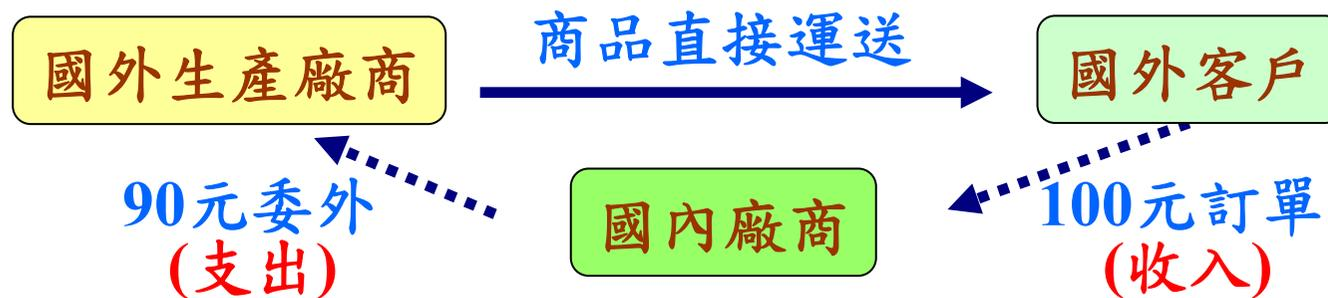 商品直接運送
國外生產廠商
國外客戶
90元委外
(支出)
國內廠商
100元訂單
(收入)